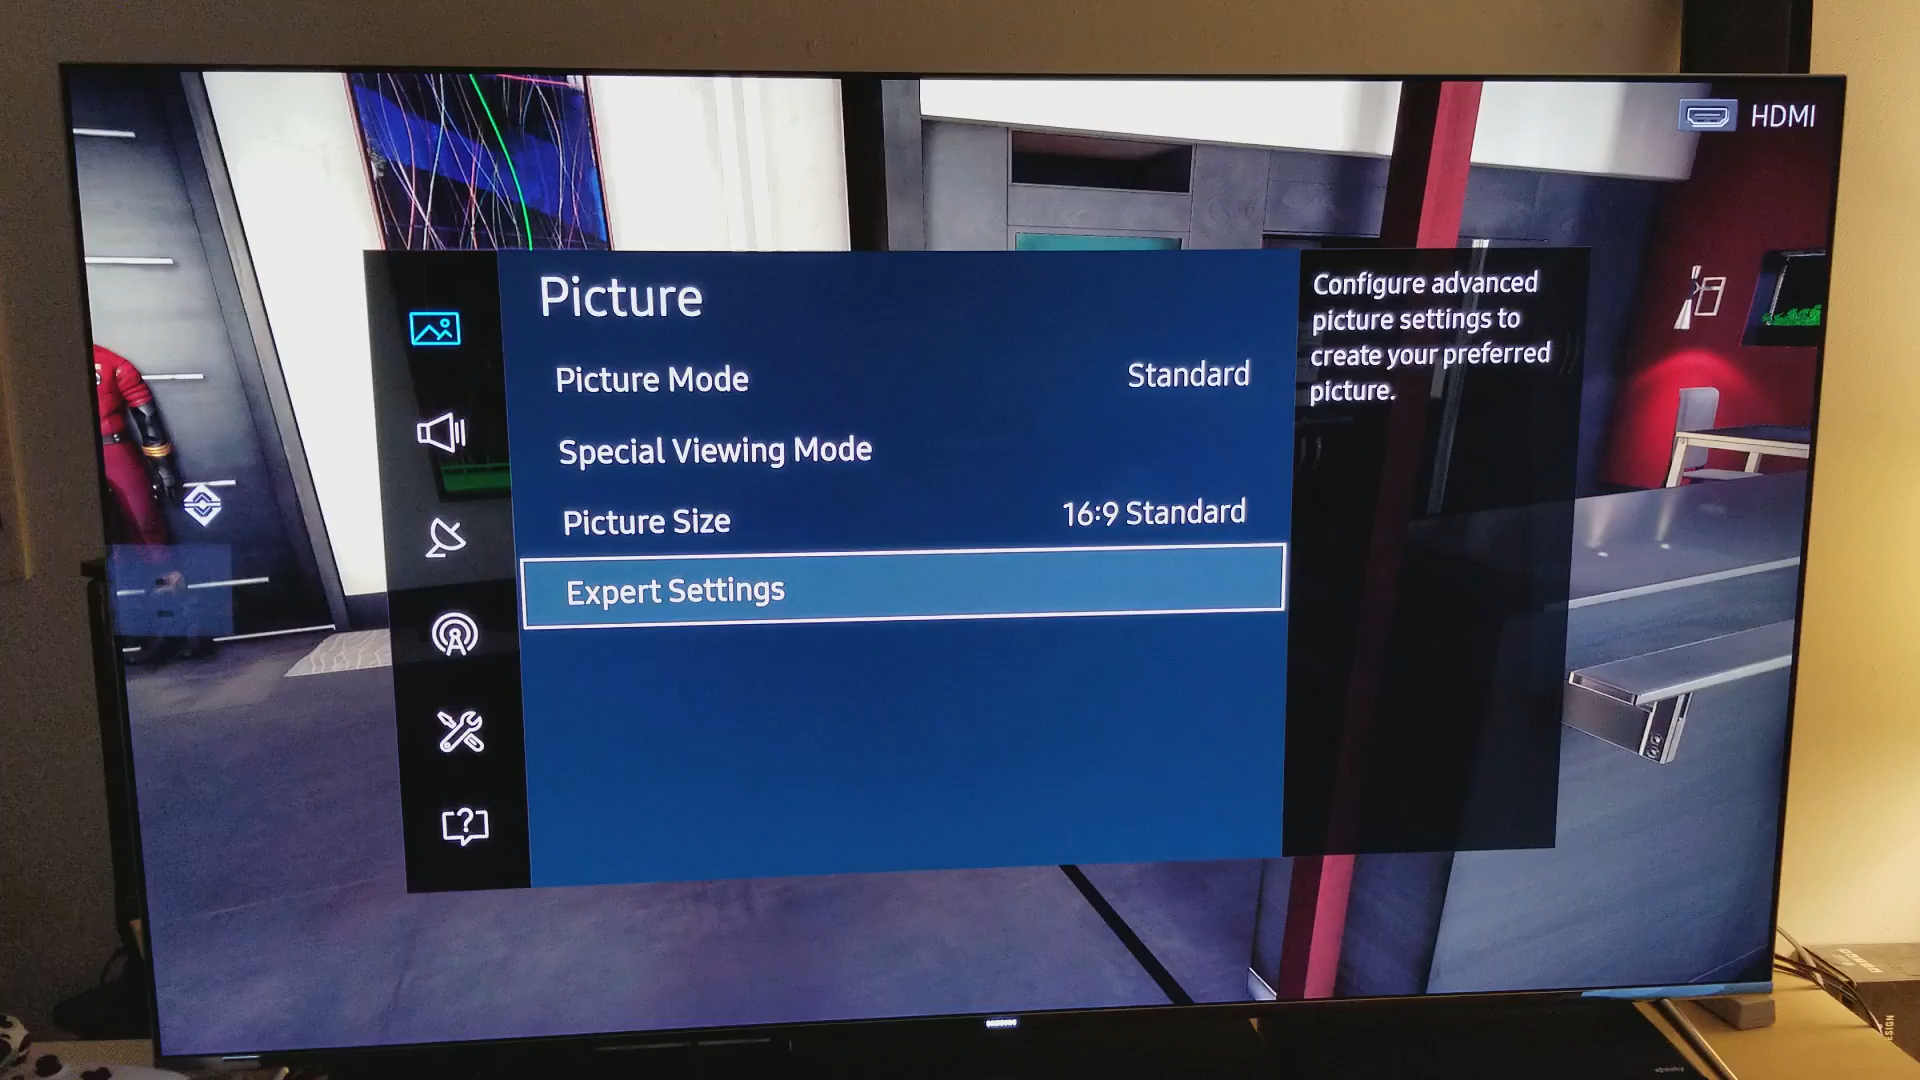 HDMI
Picture
Picture Mode
Standard
Special Viewing Mode
Picture Size
16:9 Standard
Expert Settings
Configure advanced
picture settings to
create your preferred
picture.
SAMSUNG